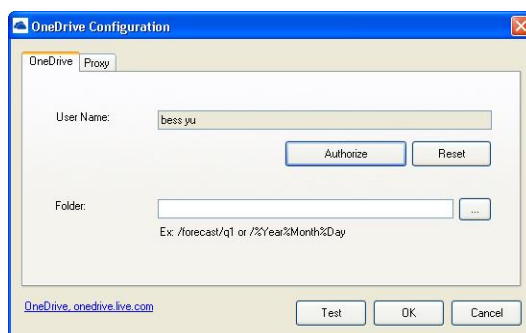 OneDrive Configuration
OneDrive Proxy
User Name: bess yu
Authorize Reset
Folder: ...
Ex: /forecast/q1 or /%Year%Month%Day
OneDrive, onedrive.live.com Test OK Cancel